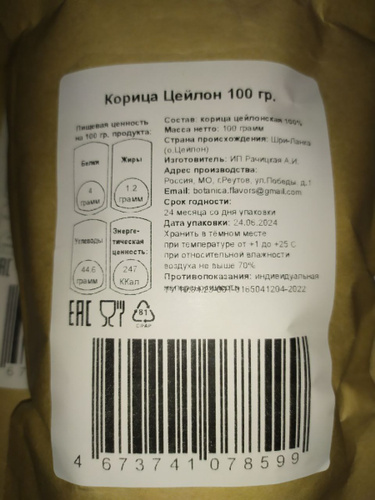 Корица Цейлон 100 гр.
Пищевая ценность
на 100 гр. продукта:
Белки
4
грамм
Жиры
1.2
грамм
Углеводы
44.6
грамм
Энерге-
тическая
ценность:
247
ККал
Состав: корица цейлонская 100%
Масса нетто: 100 грамм
Страна происхождения: Шри-Ланка
(о.Цейлон)
Изготовитель: ИП Рачицкая А.И.
Адрес производства:
Россия, МО, г.Реутов, ул.Победы, д.1
Email: botanica.flavors@gmail.com
Срок годности:
24 месяца со дня упаковки
Дата упаковки: 24.06.2024
Хранить в тёмном месте
при температуре от +1 до +25 С
при относительной влажности
воздуха не выше 70%
Противопоказания: индивидуальная
EAC
81
C/PAP
4 673741 078599